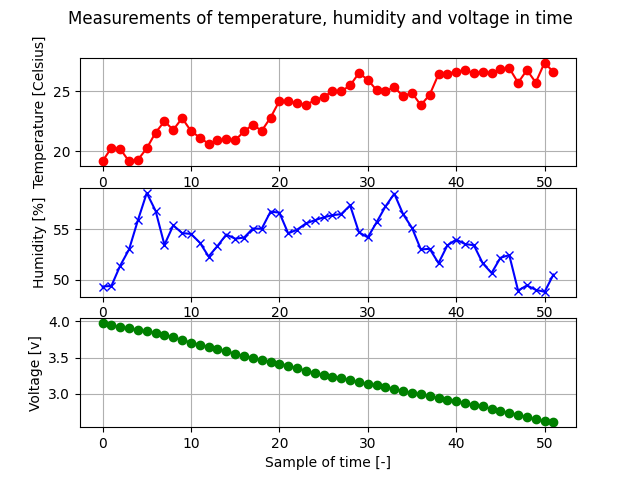 Measurements of temperature, humidity and voltage in time
Temperature [Celsius]
25
20
0 10 20 30 40 50
Humidity [%]
55
50
0 10 20 30 40 50
Voltage [v]
4.0
3.5
3.0
0 10 20 30 40 50
Sample of time [-]